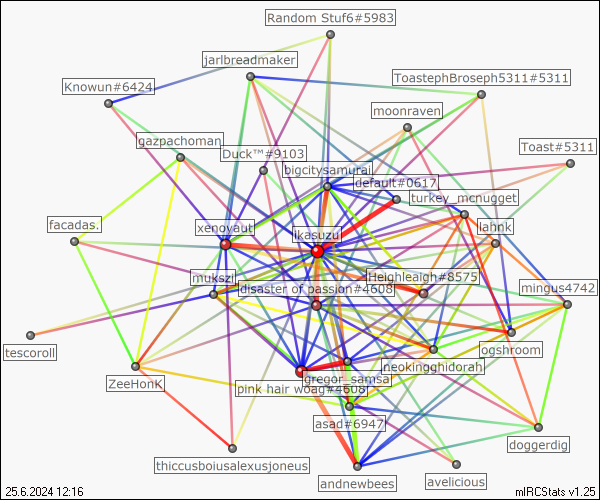 Random Stuf6#5983
jarlbreadmaker
ToastephBroseph5311#5311
Knowun#6424
moonraven
gazpachoman
Duck™#9103
Toast#5311
bigcitysamurai
default#0617
turkey_mcnugget
xenovaut
ikasuzu
lahnk
facadas.
mukszi
Heighleaigh#8575
disaster of passion#4608
mingus4742
tescoroll
ogshroom
neokingghidorah
ZeeHonK
gregor_samsa
pink hair woag#4608
asad#6947
doggerdig
thiccusboiusalexusjoneus
andnewbees
avelicious
25.6.2024 12:16
mIRCStats v1.25